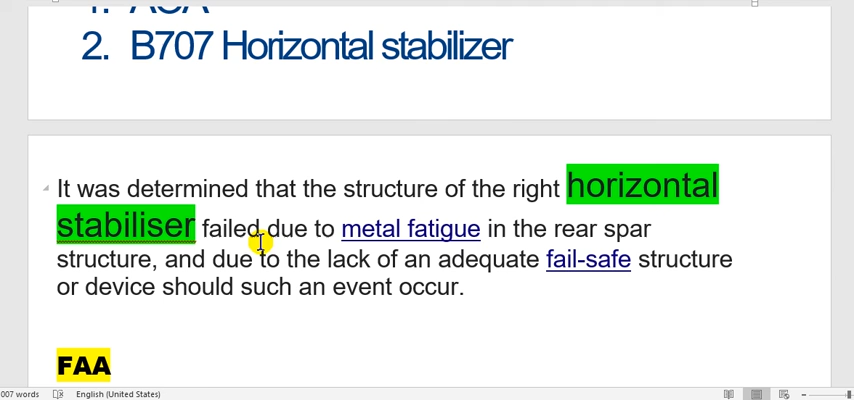 2. B707 Horizontal stabilizer
It was determined that the structure of the right horizontal
stabiliser failed due to metal fatigue in the rear spar
structure, and due to the lack of an adequate fail-safe structure
or device should such an event occur.
FAA
007 words English (United States)